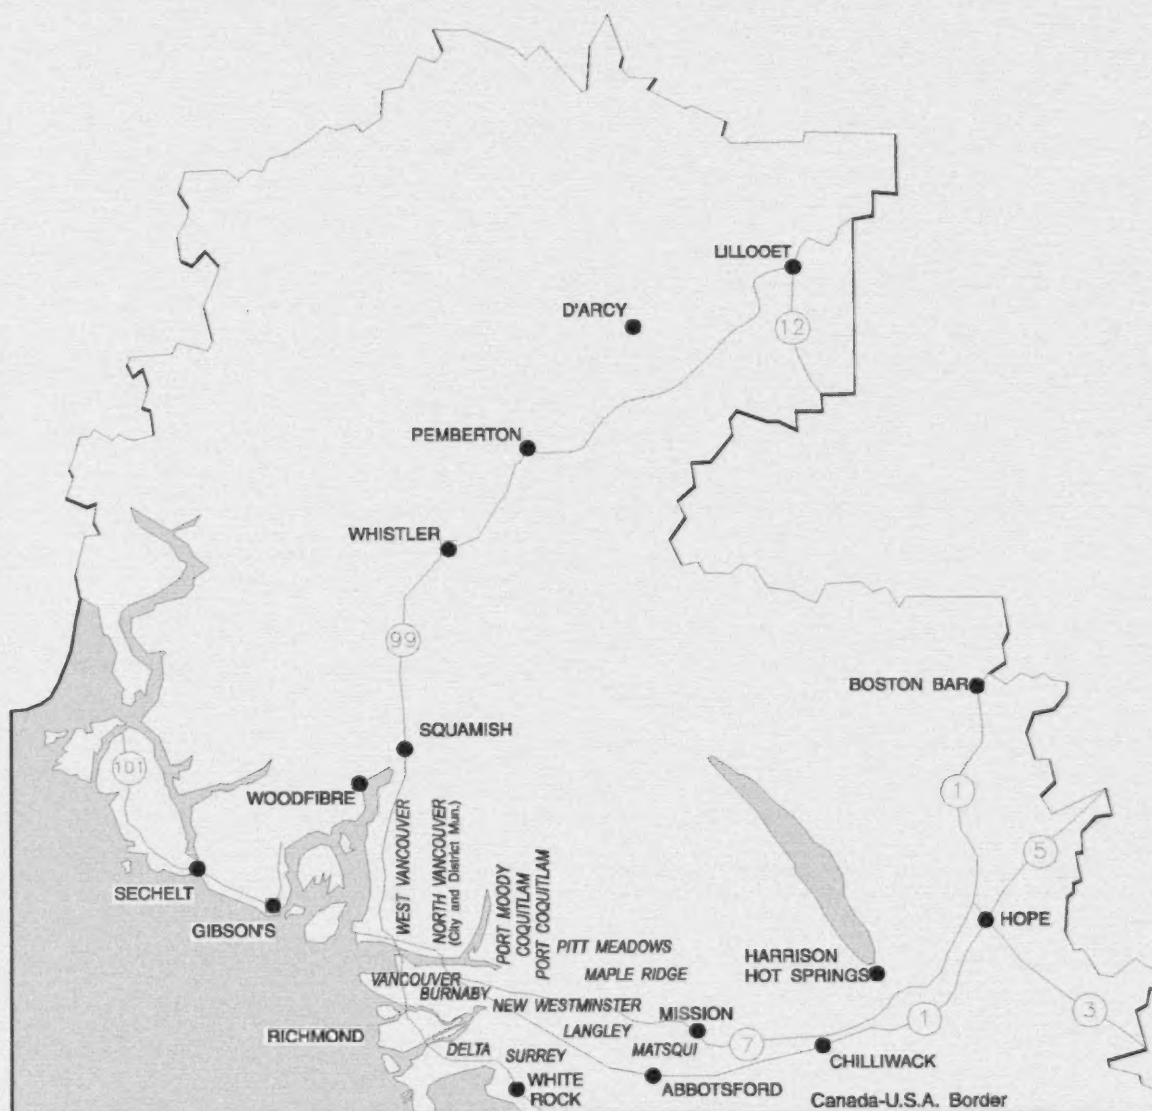 LILLOOET
D'ARCY
12
PEMBERTON
WHISTLER
99
BOSTON BAR
SQUAMISH
101
WOODFIBRE
1
WEST VANCOUVER
NORTH VANCOUVER
(City and District Mun.)
PORT MOODY
COQUITLAM
PORT COQUITLAM
5
SECHELT
GIBSON'S
HOPE
PITT MEADOWS
HARRISON
HOT SPRINGS
MAPLE RIDGE
VANCOUVER
BURNABY
NEW WESTMINSTER
MISSION
1
3
RICHMOND
LANGLEY
7
DELTA
SURREY
MATSQUI
CHILLIWACK
WHITE
ROCK
ABBOTSFORD
Canada-U.S.A. Border